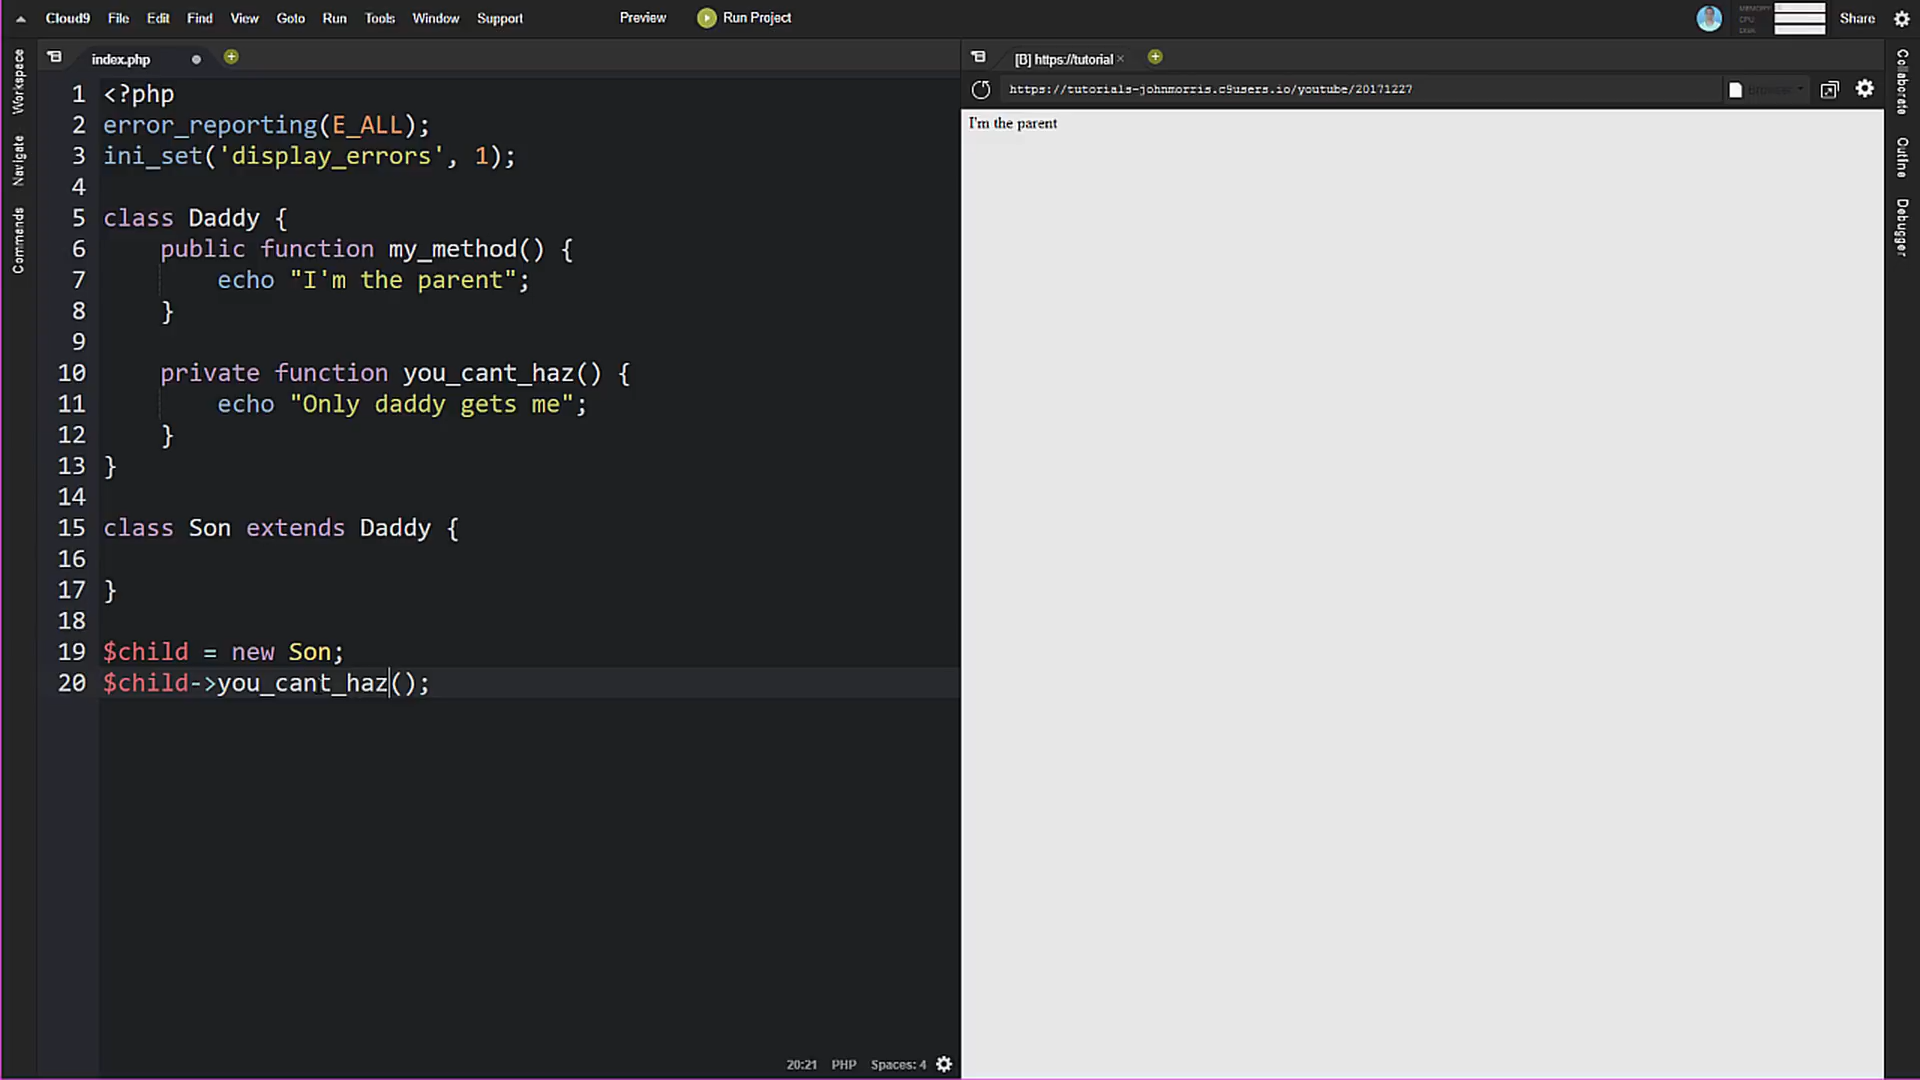 Cloud9 File Edit Find View Goto Run Tools Window Support Preview Run Project MEMORY CPU DISK Share
index.php
[B] https://tutorial
https://tutorials-johnmorris.c9users.io/youtube/20171227 Browser
Workspace
Navigate
Commands
1 <?php
2 error_reporting(E_ALL);
3 ini_set('display_errors', 1);
4
5 class Daddy {
6 public function my_method() {
7 echo "I'm the parent";
8 }
9
10 private function you_cant_haz() {
11 echo "Only daddy gets me";
12 }
13 }
14
15 class Son extends Daddy {
16
17 }
18
19 $child = new Son;
20 $child->you_cant_haz();
20:21 PHP Spaces: 4
I'm the parent
Collaborate
Outline
Debugger